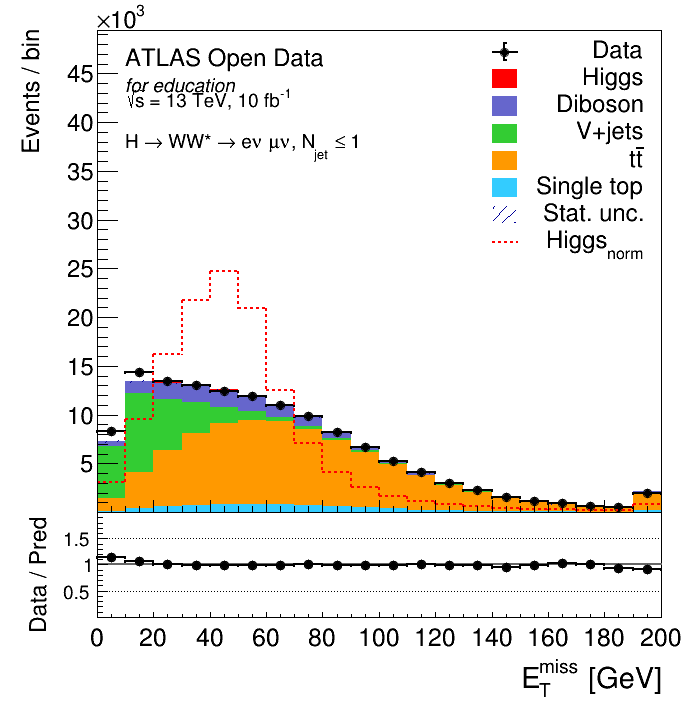 ×10³
Events / bin
45
40
35
30
25
20
15
10
5
ATLAS Open Data
for education
√s = 13 TeV, 10 fb⁻¹
H → WW* → eν μν, N_jet ≤ 1
Data
Higgs
Diboson
V+jets
tt̄
Single top
Stat. unc.
Higgs_norm
Data / Pred
1.5
1
0.5
0 20 40 60 80 100 120 140 160 180 200
E_T^miss [GeV]